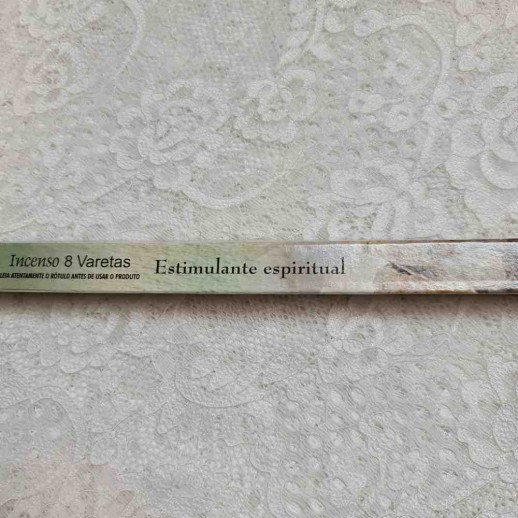 Incenso 8 Varetas
LEIA ATENTAMENTE O RÓTULO ANTES DE USAR O PRODUTO
Estimulante espiritual